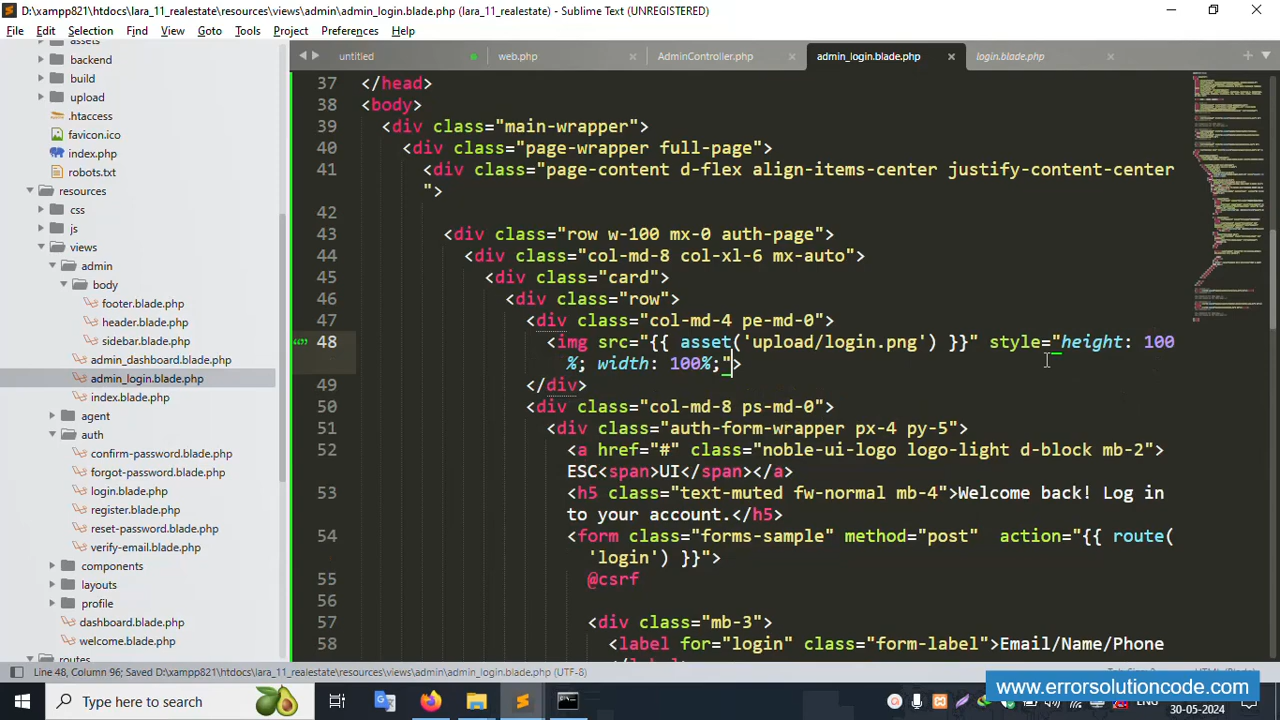 D:\xampp821\htdocs\lara_11_realestate\resources\views\admin\admin_login.blade.php (lara_11_realestate) - Sublime Text (UNREGISTERED)
File Edit Selection Find View Goto Tools Project Preferences Help
assets
backend
build
upload
.htaccess
favicon.ico
index.php
robots.txt
resources
css
js
views
admin
body
footer.blade.php
header.blade.php
sidebar.blade.php
admin_dashboard.blade.php
admin_login.blade.php
index.blade.php
agent
auth
confirm-password.blade.php
forgot-password.blade.php
login.blade.php
register.blade.php
reset-password.blade.php
verify-email.blade.php
components
layouts
profile
dashboard.blade.php
welcome.blade.php
routes
untitled web.php AdminController.php admin_login.blade.php login.blade.php
37 </head>
38 <body>
39 <div class="main-wrapper">
40 <div class="page-wrapper full-page">
41 <div class="page-content d-flex align-items-center justify-content-center
">
42
43 <div class="row w-100 mx-0 auth-page">
44 <div class="col-md-8 col-xl-6 mx-auto">
45 <div class="card">
46 <div class="row">
47 <div class="col-md-4 pe-md-0">
48 <img src="{{ asset('upload/login.png') }}" style="height: 100
%; width: 100%;">
49 </div>
50 <div class="col-md-8 ps-md-0">
51 <div class="auth-form-wrapper px-4 py-5">
52 <a href="#" class="noble-ui-logo logo-light d-block mb-2">
ESC<span>UI</span></a>
53 <h5 class="text-muted fw-normal mb-4">Welcome back! Log in
to your account.</h5>
54 <form class="forms-sample" method="post" action="{{ route(
'login') }}">
55 @csrf
56
57 <div class="mb-3">
58 <label for="login" class="form-label">Email/Name/Phone
Line 48, Column 96; Saved D:\xampp821\htdocs\lara_11_realestate\resources\views\admin\admin_login.blade.php (UTF-8)
www.errorsolutioncode.com
Type here to search
30-05-2024